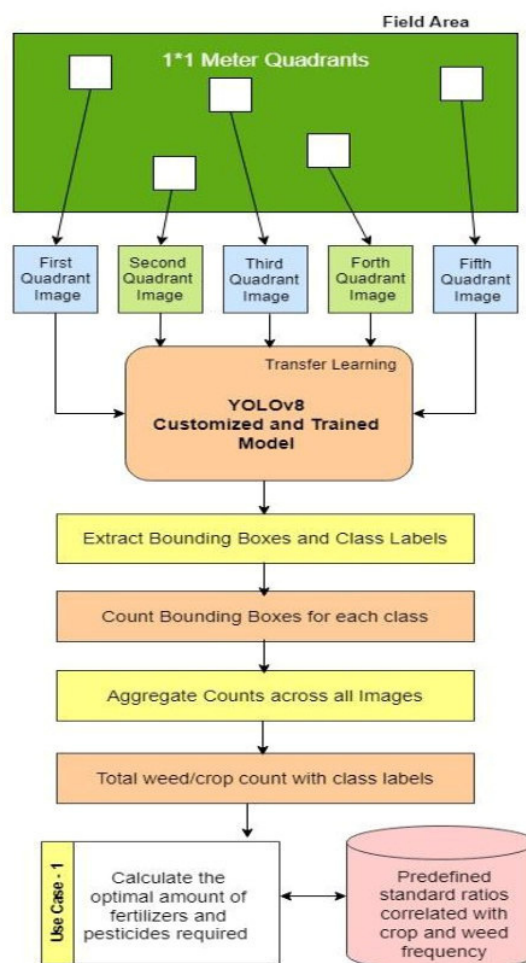 Field Area
1*1 Meter Quadrants
First
Quadrant
Image
Second
Quadrant
Image
Third
Quadrant
Image
Forth
Quadrant
Image
Fifth
Quadrant
Image
Transfer Learning
YOLOv8
Customized and Trained
Model
Extract Bounding Boxes and Class Labels
Count Bounding Boxes for each class
Aggregate Counts across all Images
Total weed/crop count with class labels
Use Case - 1
Calculate the
optimal amount of
fertilizers and
pesticides required
Predefined
standard ratios
correlated with
crop and weed
frequency